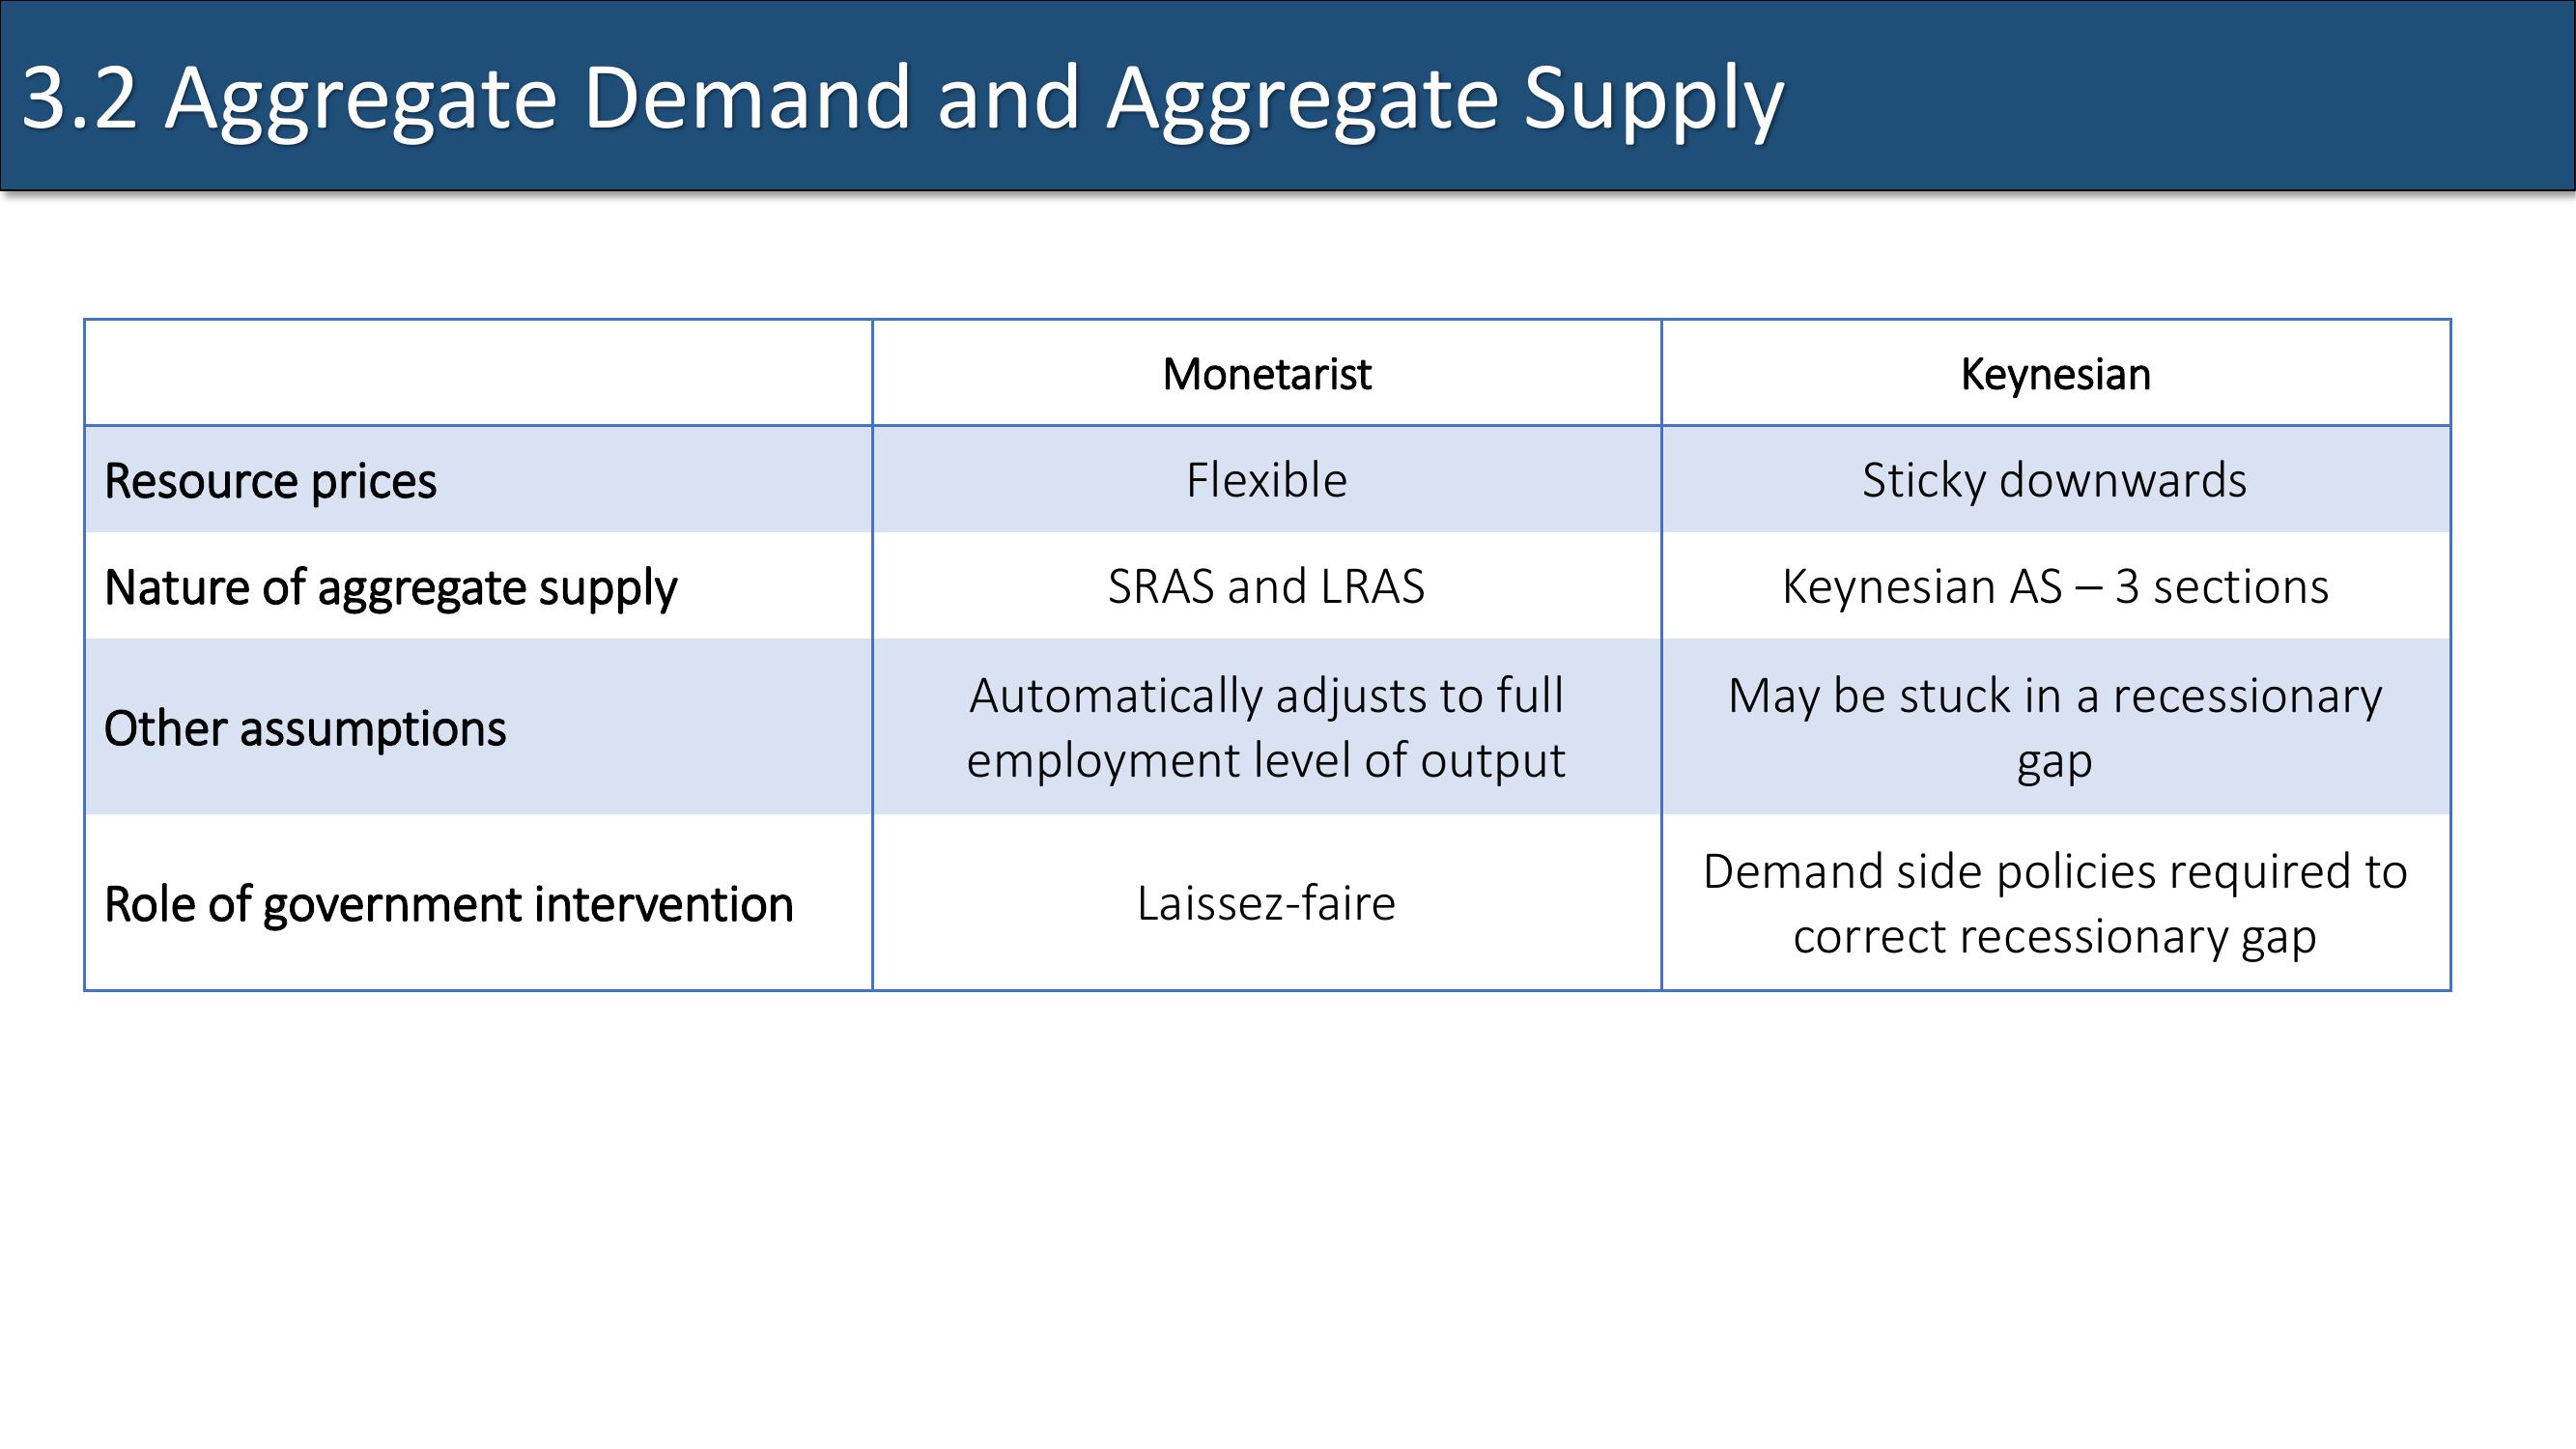 3.2 Aggregate Demand and Aggregate Supply
Monetarist
Keynesian
Resource prices
Flexible
Sticky downwards
Nature of aggregate supply
SRAS and LRAS
Keynesian AS – 3 sections
Other assumptions
Automatically adjusts to full
employment level of output
May be stuck in a recessionary
gap
Role of government intervention
Laissez-faire
Demand side policies required to
correct recessionary gap